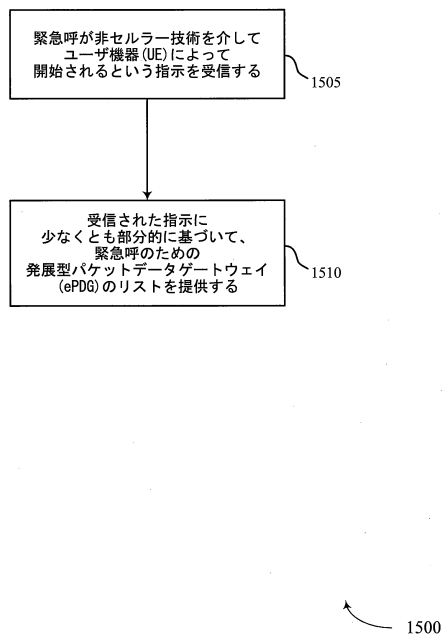 緊急呼が非セルラー技術を介して
ユーザ機器(UE)によって
開始されるという指示を受信する
1505
受信された指示に
少なくとも部分的に基づいて、
緊急呼のための
発展型パケットデータゲートウェイ
(ePDG)のリストを提供する
1510
1500